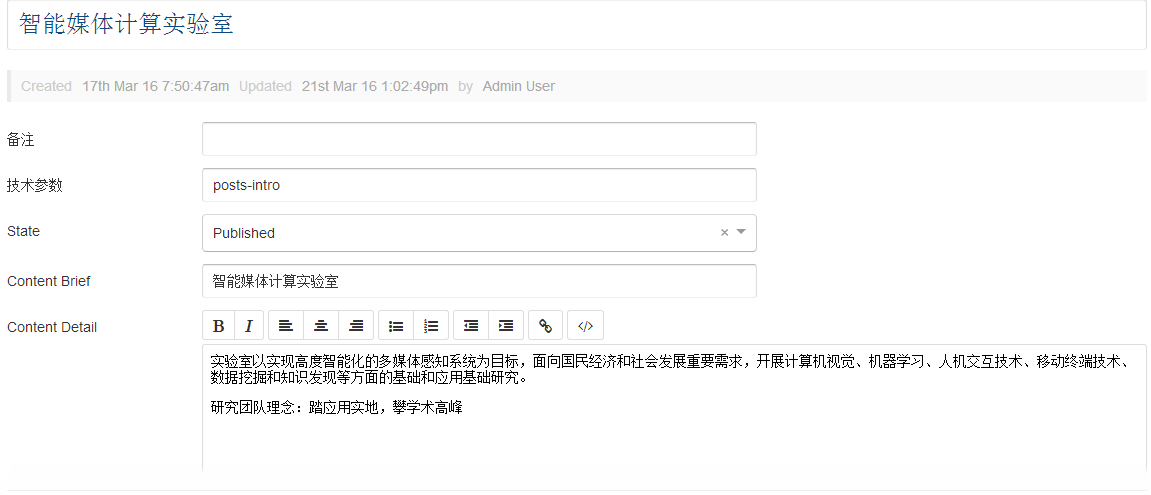 智能媒体计算实验室
Created 17th Mar 16 7:50:47am Updated 21st Mar 16 1:02:49pm by Admin User
备注
技术参数 posts-intro
State Published × 
Content Brief 智能媒体计算实验室
Content Detail B I </>
实验室以实现高度智能化的多媒体感知系统为目标，面向国民经济和社会发展重要需求，开展计算机视觉、机器学习、人机交互技术、移动终端技术、
数据挖掘和知识发现等方面的基础和应用基础研究。
研究团队理念：踏应用实地，攀学术高峰